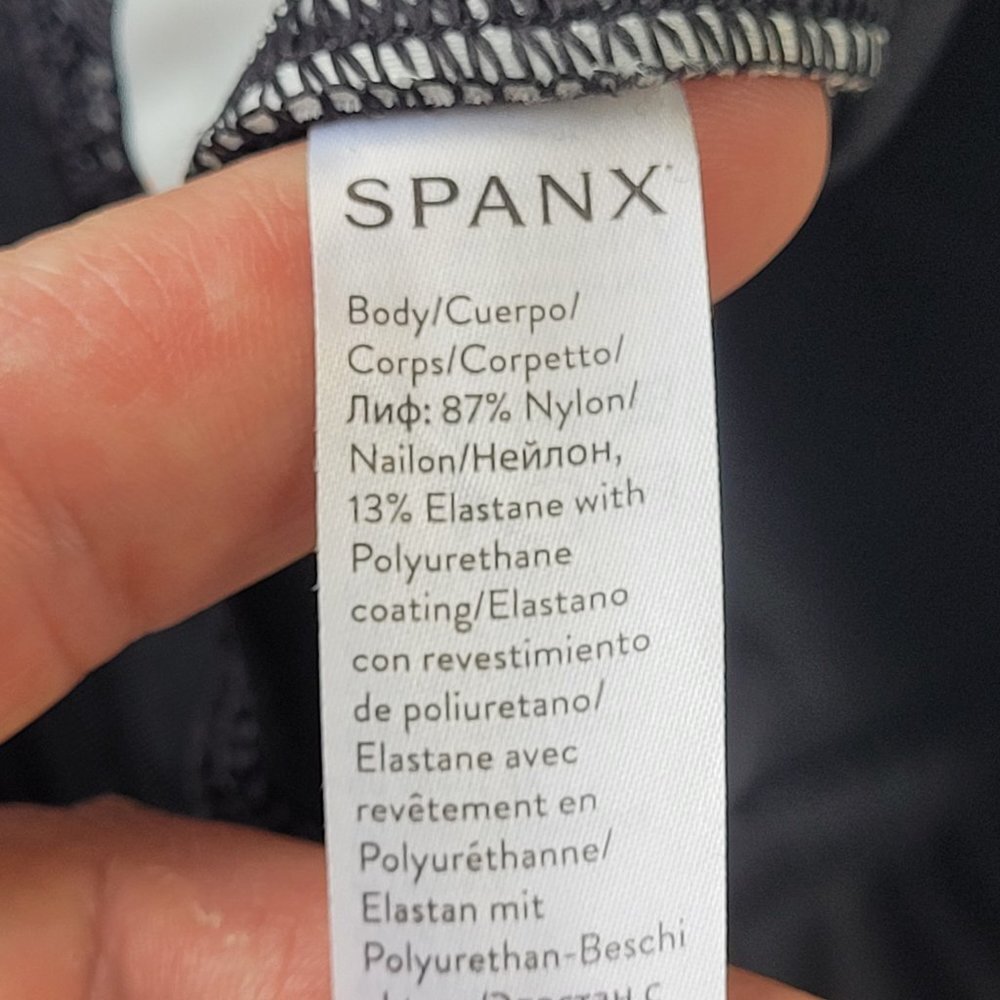 SPANX
Body/Cuerpo/
Corps/Corpetto/
Лиф: 87% Nylon/
Nailon/Нейлон,
13% Elastane with
Polyurethane
coating/Elastano
con revestimiento
de poliuretano/
Elastane avec
revêtement en
Polyuréthanne/
Elastan mit
Polyurethan-Beschi